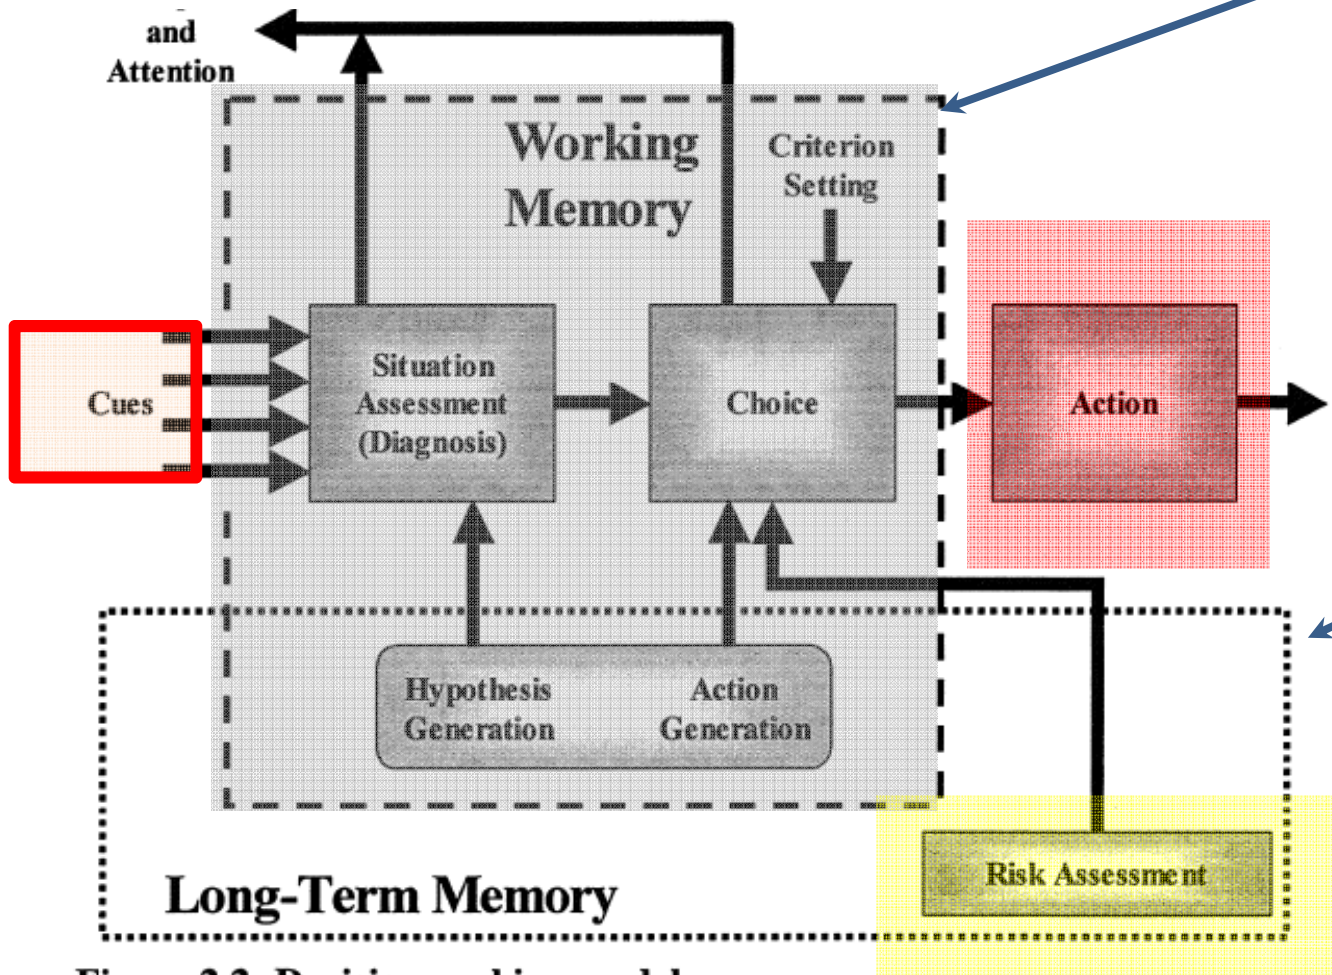 and
Attention
Working
Memory
Criterion
Setting
Cues
Situation
Assessment
(Diagnosis)
Choice
Action
Hypothesis
Generation
Action
Generation
Risk Assessment
Long-Term Memory